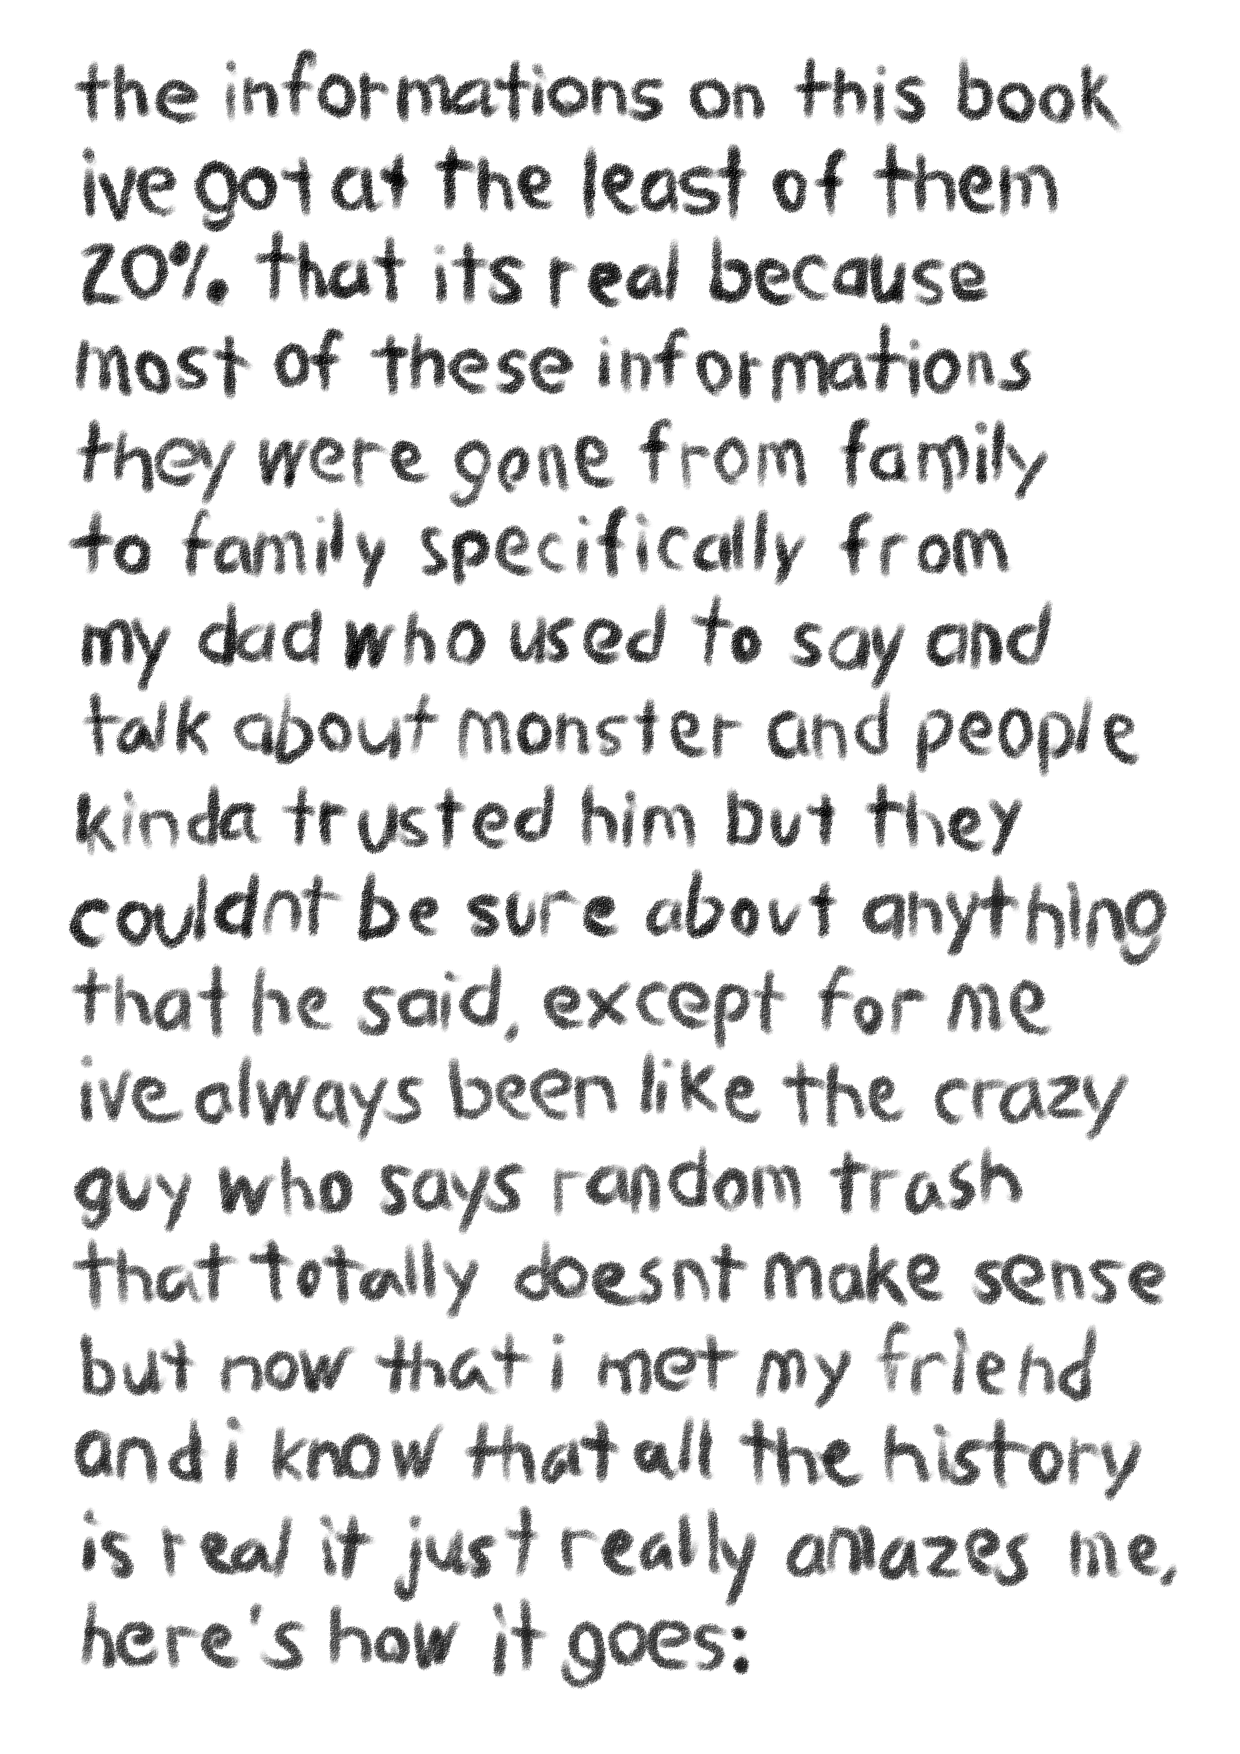 the informations on this book
ive got at the least of them
20%. that its real because
most of these informations
they were gone from family
to family specifically from
my dad who used to say and
talk about monster and people
kinda trusted him but they
couldnt be sure about anything
that he said, except for me
ive always been like the crazy
guy who says random trash
that totally doesnt make sense
but now that i met my friend
and i know that all the history
is real it just really amazes me,
here's how it goes: